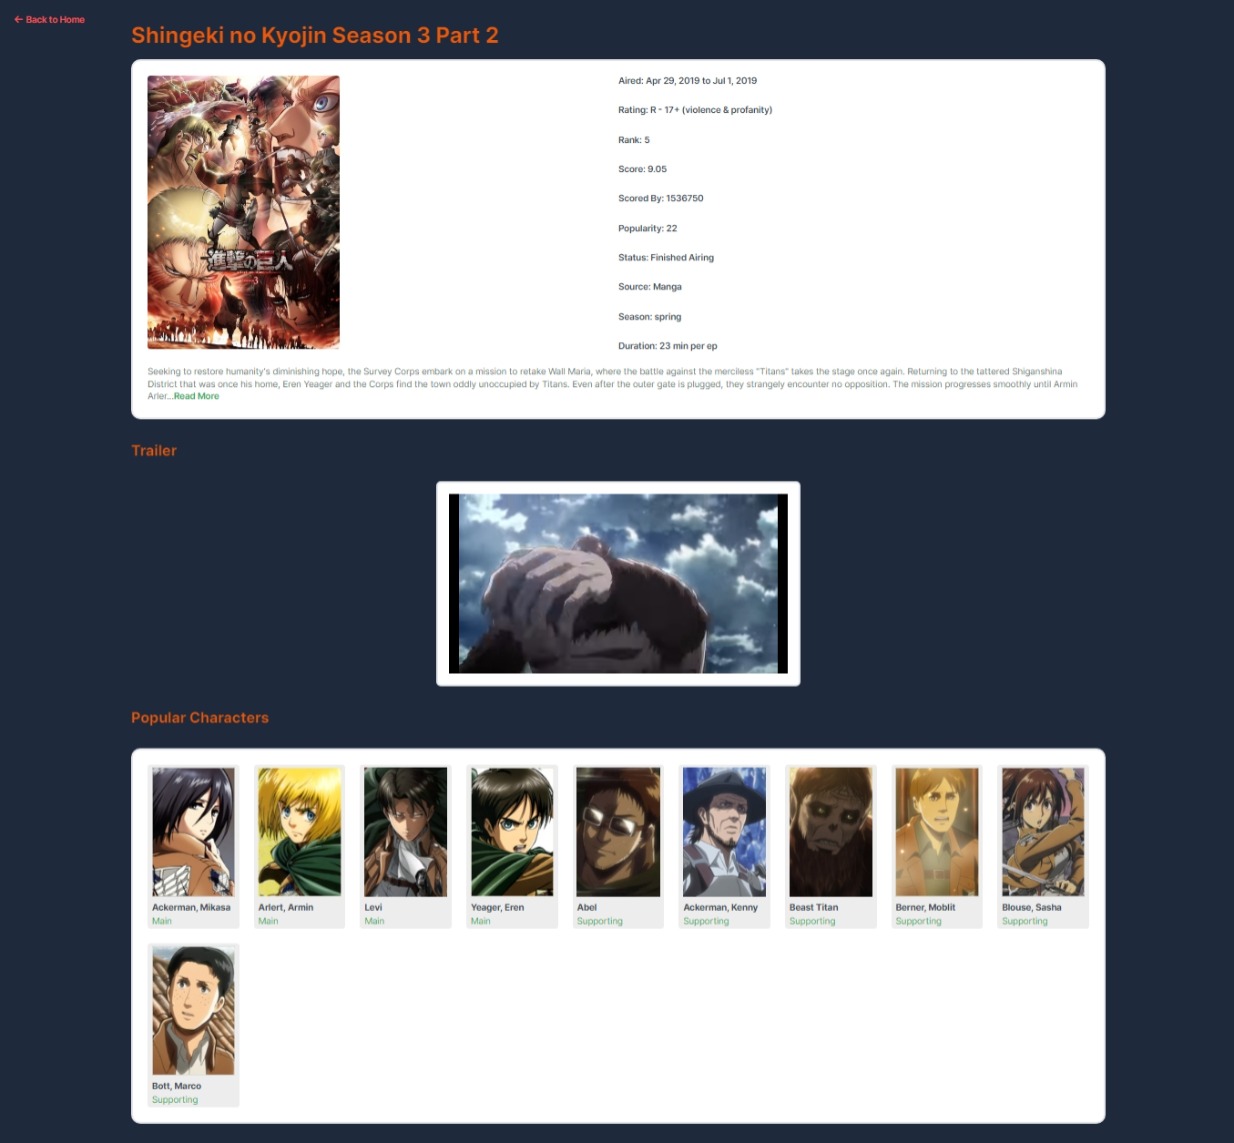 ← Back to Home
Shingeki no Kyojin Season 3 Part 2
進撃の巨人
Aired: Apr 29, 2019 to Jul 1, 2019
Rating: R - 17+ (violence & profanity)
Rank: 5
Score: 9.05
Scored By: 1536750
Popularity: 22
Status: Finished Airing
Source: Manga
Season: spring
Duration: 23 min per ep
Seeking to restore humanity's diminishing hope, the Survey Corps embark on a mission to retake Wall Maria, where the battle against the merciless "Titans" takes the stage once again. Returning to the tattered Shiganshina
District that was once his home, Eren Yeager and the Corps find the town oddly unoccupied by Titans. Even after the outer gate is plugged, they strangely encounter no opposition. The mission progresses smoothly until Armin
Arler...Read More
Trailer
Popular Characters
Ackerman, Mikasa
Main
Arlert, Armin
Main
Levi
Main
Yeager, Eren
Main
Abel
Supporting
Ackerman, Kenny
Supporting
Beast Titan
Supporting
Berner, Moblit
Supporting
Blouse, Sasha
Supporting
Bott, Marco
Supporting